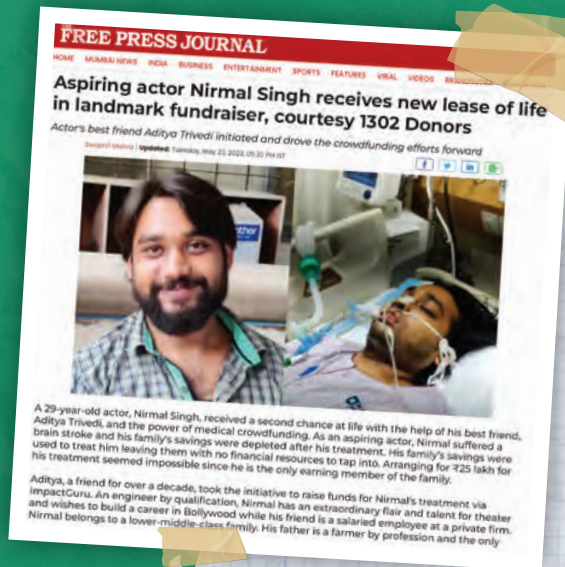 FREE PRESS JOURNAL
HOME MUMBAI NEWS INDIA BUSINESS ENTERTAINMENT SPORTS FEATURES VIRAL VIDEOS
Aspiring actor Nirmal Singh receives new lease of life
in landmark fundraiser, courtesy 1302 Donors
Actor's best friend Aditya Trivedi initiated and drove the crowdfunding efforts forward
Updated: Tuesday, May 23, 2023, 05:20 PM IST
A 29-year-old actor, Nirmal Singh, received a second chance at life with the help of his best friend,
Aditya Trivedi, and the power of medical crowdfunding. As an aspiring actor, Nirmal suffered a
brain stroke and his family's savings were depleted after his treatment. His family's savings were
used to treat him leaving them with no financial resources to tap into. Arranging for ₹25 lakh for
his treatment seemed impossible since he is the only earning member of the family.
Aditya, a friend for over a decade, took the initiative to raise funds for Nirmal's treatment via
ImpactGuru. An engineer by qualification, Nirmal has an extraordinary flair and talent for theater
and wishes to build a career in Bollywood while his friend is a salaried employee at a private firm.
Nirmal belongs to a lower-middle-class family. His father is a farmer by profession and the only